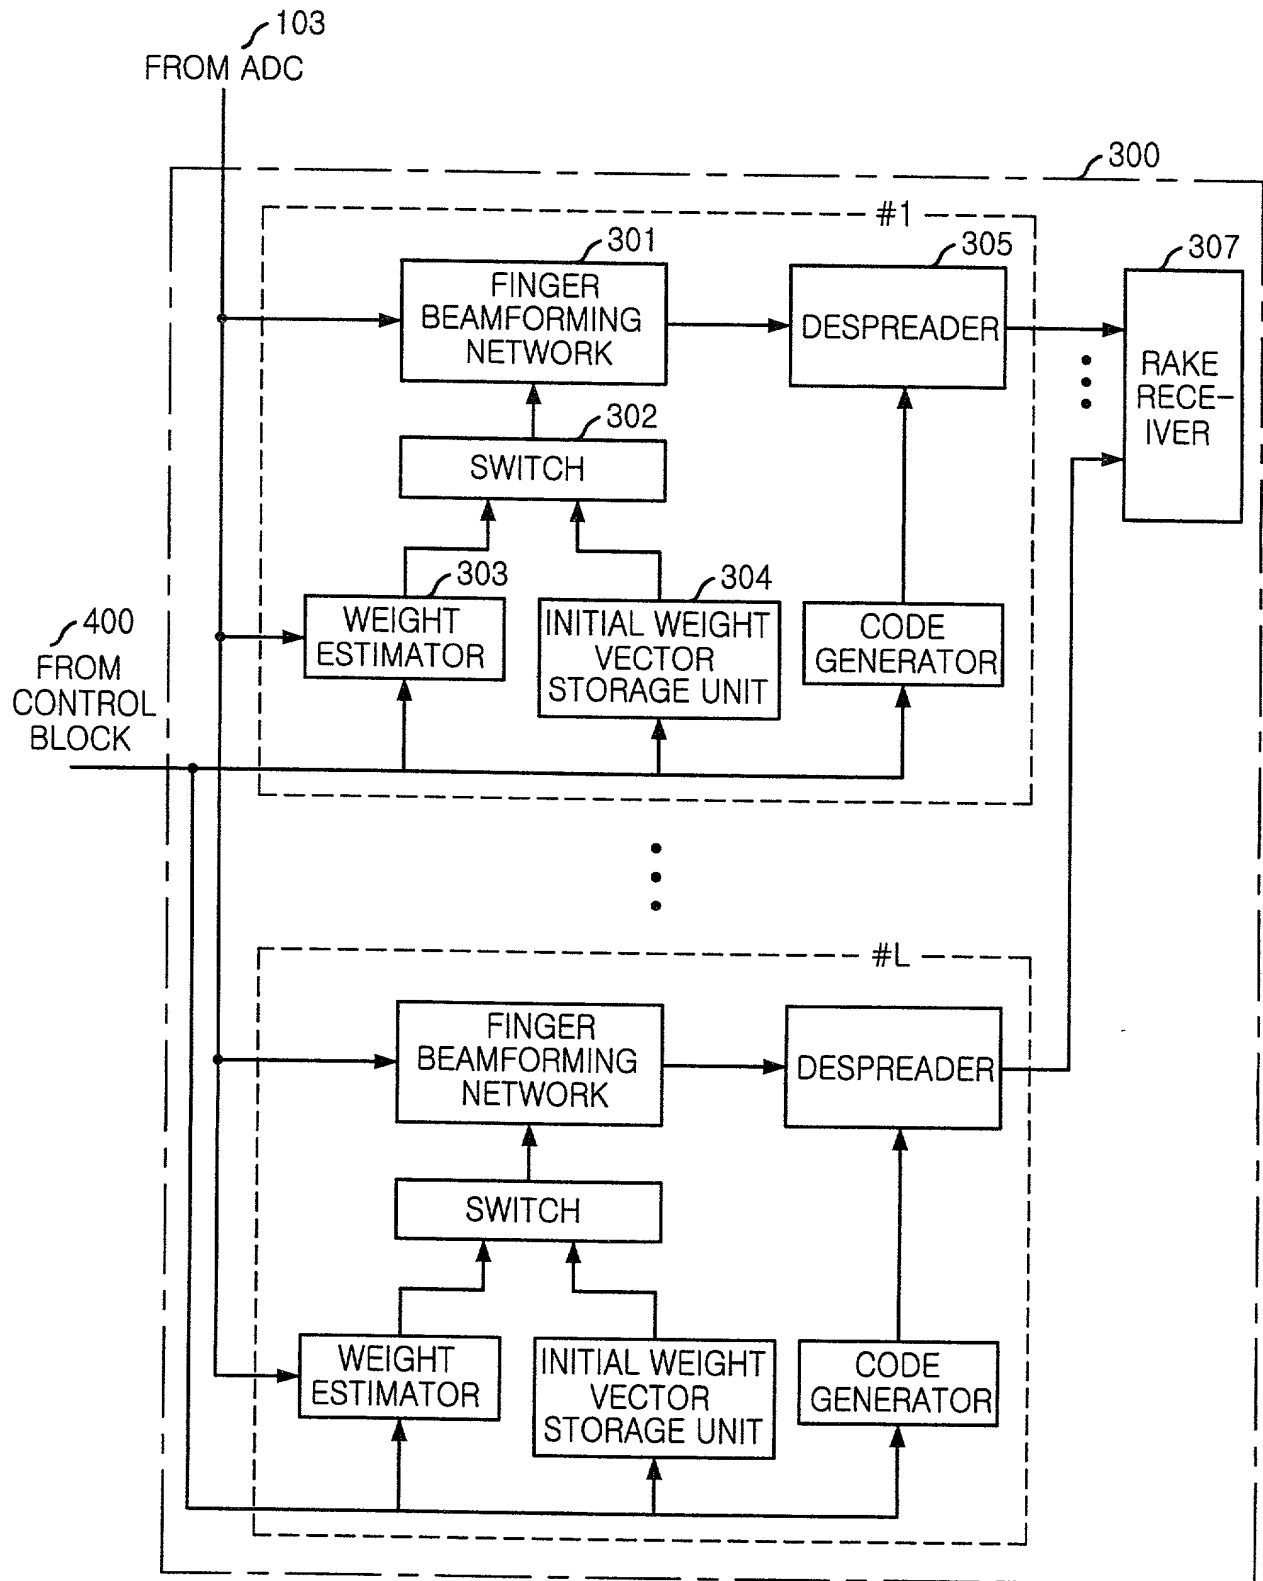 103
FROM ADC
300
#1
301
305
307
FINGER
BEAMFORMING
NETWORK
DESPREADER
RAKE
RECE-
IVER
302
SWITCH
303
304
WEIGHT
ESTIMATOR
INITIAL WEIGHT
VECTOR
STORAGE UNIT
CODE
GENERATOR
400
FROM
CONTROL
BLOCK
#L
FINGER
BEAMFORMING
NETWORK
DESPREADER
SWITCH
WEIGHT
ESTIMATOR
INITIAL WEIGHT
VECTOR
STORAGE UNIT
CODE
GENERATOR